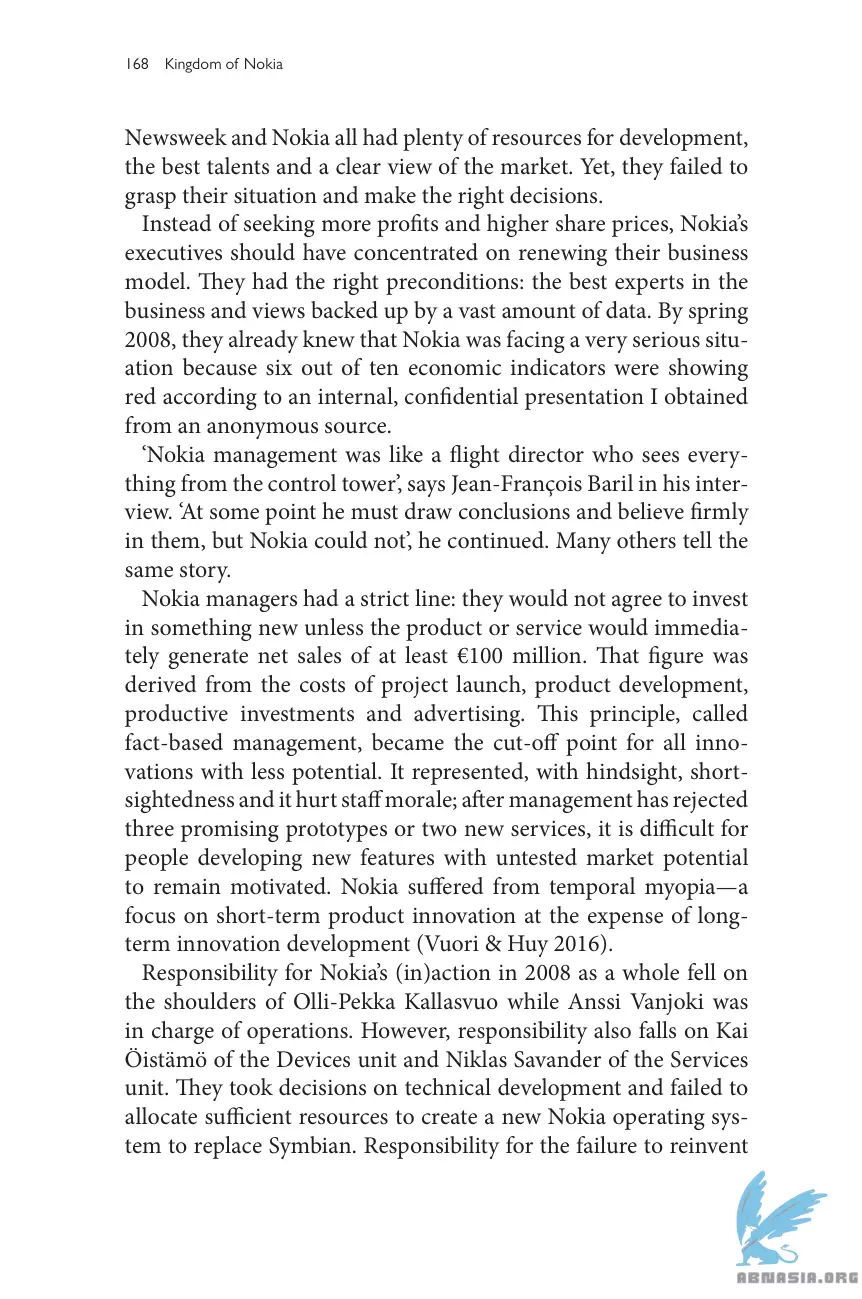 168 Kingdom of Nokia
Newsweek and Nokia all had plenty of resources for development,
the best talents and a clear view of the market. Yet, they failed to
grasp their situation and make the right decisions.
Instead of seeking more profits and higher share prices, Nokia’s
executives should have concentrated on renewing their business
model. They had the right preconditions: the best experts in the
business and views backed up by a vast amount of data. By spring
2008, they already knew that Nokia was facing a very serious situ-
ation because six out of ten economic indicators were showing
red according to an internal, confidential presentation I obtained
from an anonymous source.
‘Nokia management was like a flight director who sees every-
thing from the control tower’, says Jean-François Baril in his inter-
view. ‘At some point he must draw conclusions and believe firmly
in them, but Nokia could not’, he continued. Many others tell the
same story.
Nokia managers had a strict line: they would not agree to invest
in something new unless the product or service would immedia-
tely generate net sales of at least €100 million. That figure was
derived from the costs of project launch, product development,
productive investments and advertising. This principle, called
fact-based management, became the cut-off point for all inno-
vations with less potential. It represented, with hindsight, short-
sightedness and it hurt staff morale; after management has rejected
three promising prototypes or two new services, it is difficult for
people developing new features with untested market potential
to remain motivated. Nokia suffered from temporal myopia—a
focus on short-term product innovation at the expense of long-
term innovation development (Vuori & Huy 2016).
Responsibility for Nokia’s (in)action in 2008 as a whole fell on
the shoulders of Olli-Pekka Kallasvuo while Anssi Vanjoki was
in charge of operations. However, responsibility also falls on Kai
Öistämö of the Devices unit and Niklas Savander of the Services
unit. They took decisions on technical development and failed to
allocate sufficient resources to create a new Nokia operating sys-
tem to replace Symbian. Responsibility for the failure to reinvent
ABNASIA.ORG